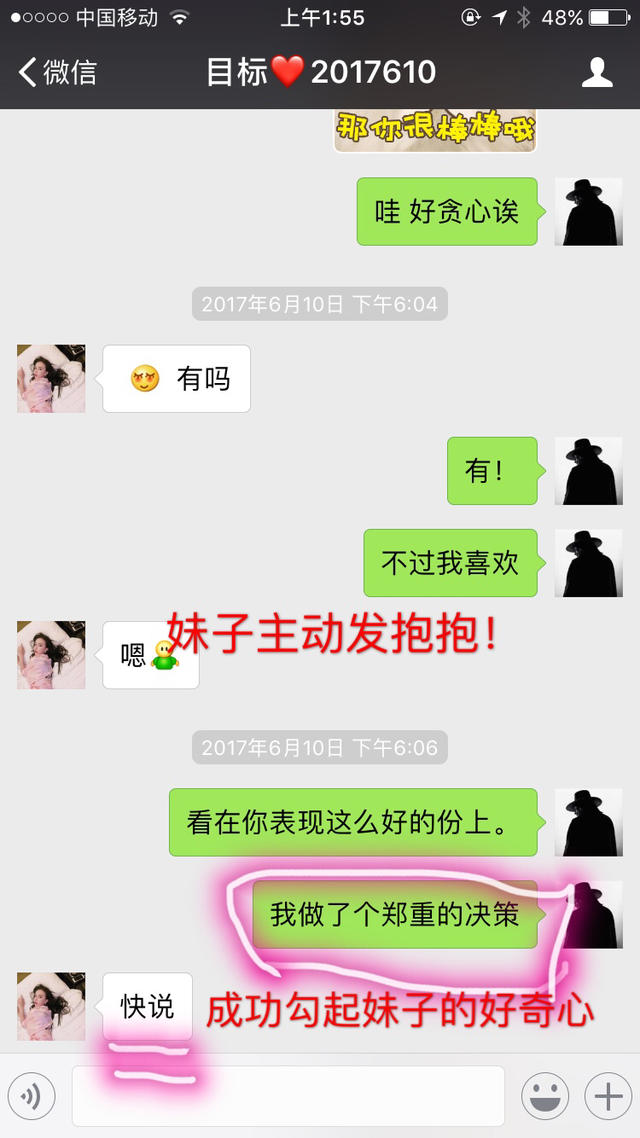 中国移动 上午1:55 48%
微信 目标❤️2017610
那你很棒棒哦
哇 好贪心诶
2017年6月10日 下午6:04
有吗
有！
不过我喜欢
妹子主动发抱抱！
嗯
2017年6月10日 下午6:06
看在你表现这么好的份上。
我做了个郑重的决策
快说
成功勾起妹子的好奇心